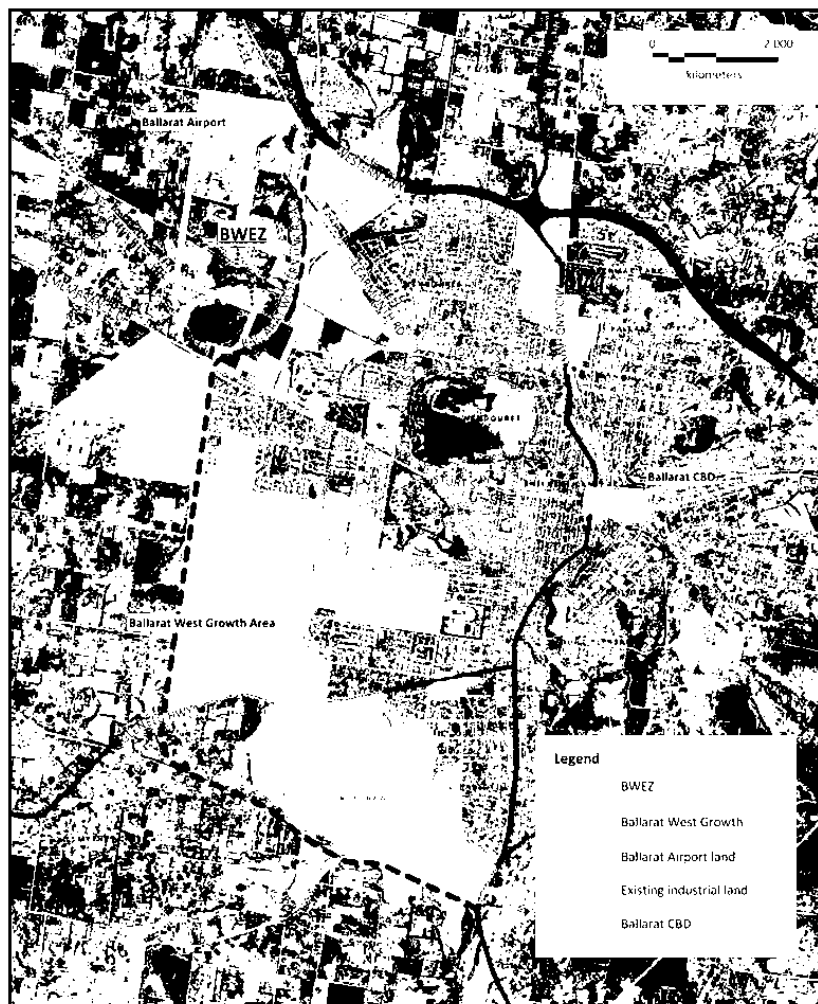 0 2 000
kilometers
Ballarat Airport
BWEZ
Ballarat CBD
Ballarat West Growth Area
Legend
BWEZ
Ballarat West Growth
Ballarat Airport land
Existing industrial land
Ballarat CBD